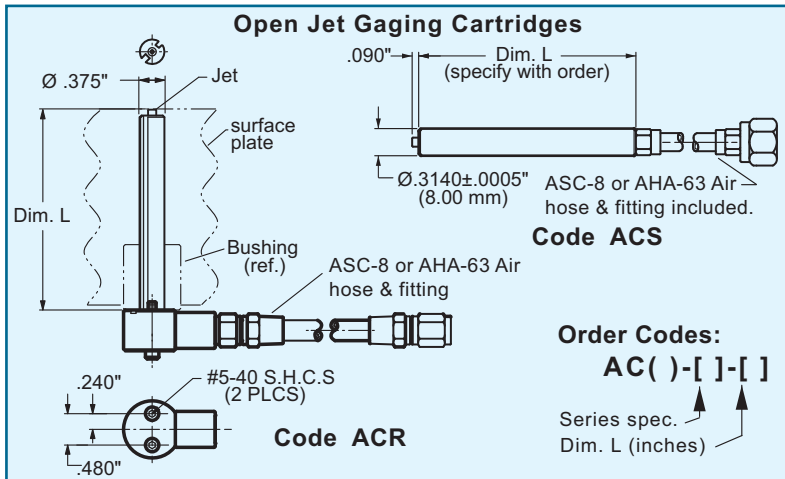 Open Jet Gaging Cartridges
Ø .375"
Jet
surface
plate
Dim. L
Bushing
(ref.)
ASC-8 or AHA-63 Air
hose & fitting
.240"
#5-40 S.H.C.S
(2 PLCS)
.480"
Code ACR
.090"
Dim. L
(specify with order)
Ø.3140±.0005"
(8.00 mm)
ASC-8 or AHA-63 Air
hose & fitting included.
Code ACS
Order Codes:
AC( )-[ ]-[ ]
Series spec.
Dim. L (inches)